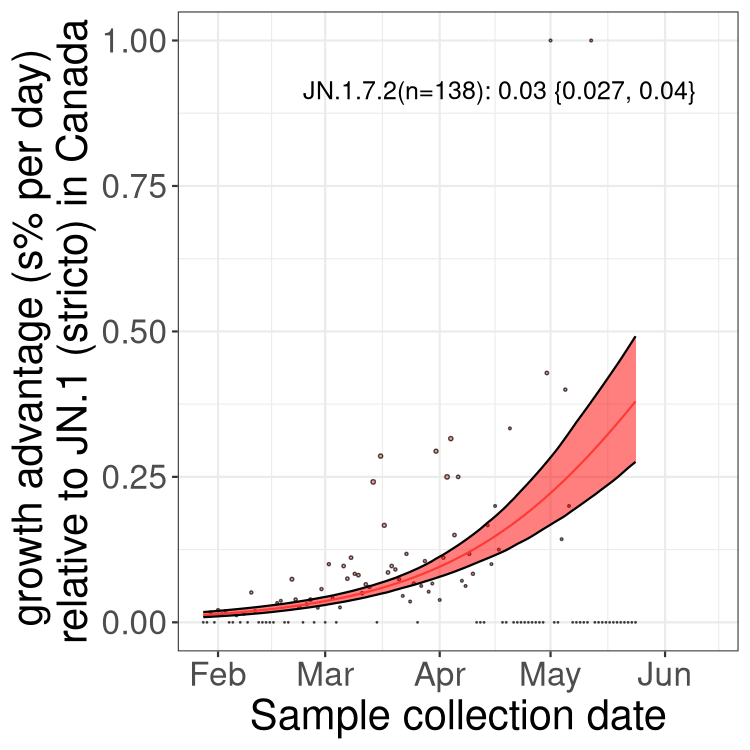 growth advantage (s% per day)
relative to JN.1 (stricto) in Canada
1.00
0.75
0.50
0.25
0.00
JN.1.7.2(n=138): 0.03 {0.027, 0.04}
Feb Mar Apr May Jun
Sample collection date